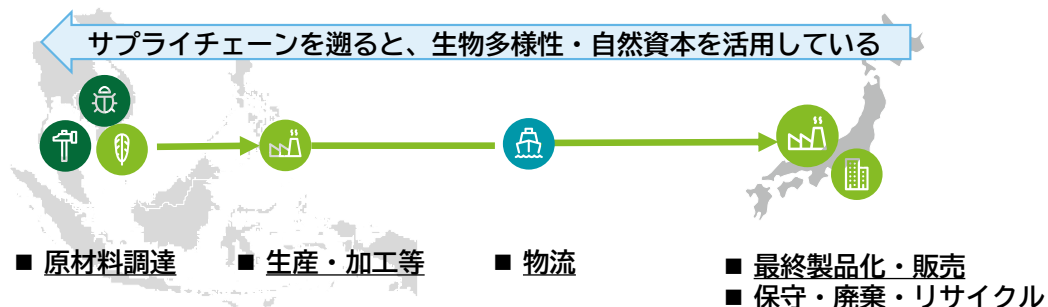 サプライチェーンを遡ると、生物多様性・自然資本を活用している
■ 原材料調達
■ 生産・加工等
■ 物流
■ 最終製品化・販売
■ 保守・廃棄・リサイクル